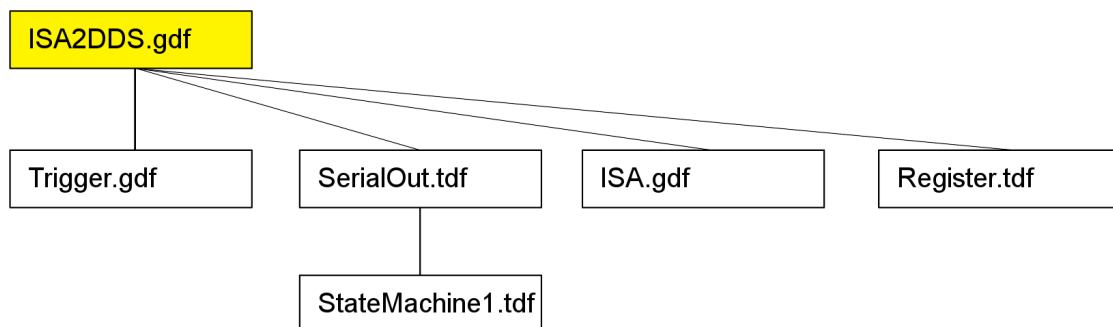 ISA2DDS.gdf
Trigger.gdf
SerialOut.tdf
ISA.gdf
Register.tdf
StateMachine1.tdf